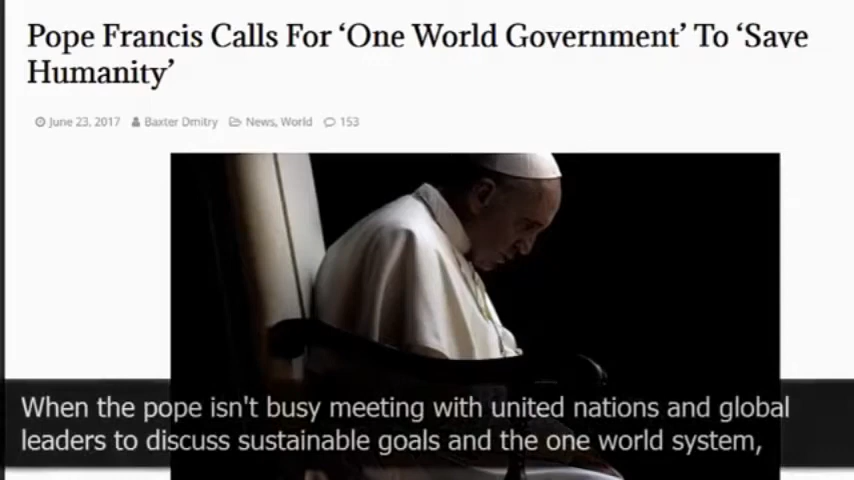 Pope Francis Calls For ‘One World Government’ To ‘Save
Humanity’
June 23, 2017 Baxter Dmitry News, World 153
When the pope isn't busy meeting with united nations and global
leaders to discuss sustainable goals and the one world system,